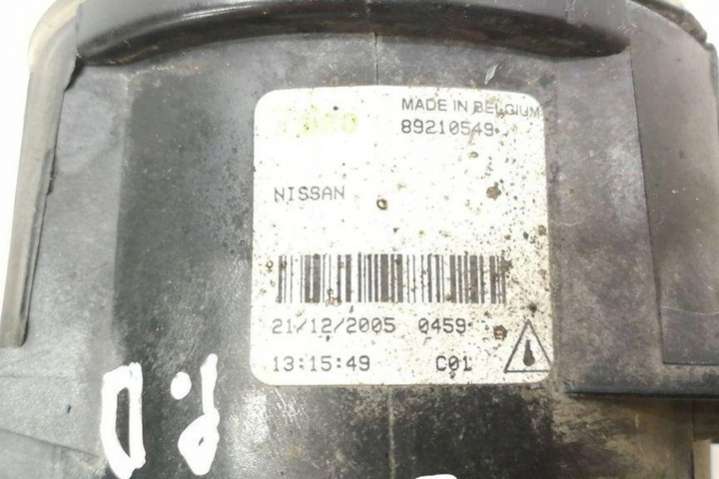 MADE IN BELGIUM
89210549
NISSAN
21/12/2005 0459
13:15:49 C01
P.D